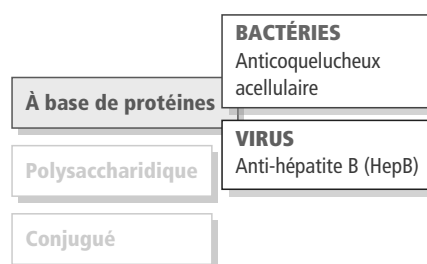 BACTÉRIES
Anticoquelucheux
acellulaire
À base de protéines
VIRUS
Anti-hépatite B (HepB)
Polysaccharidique
Conjugué